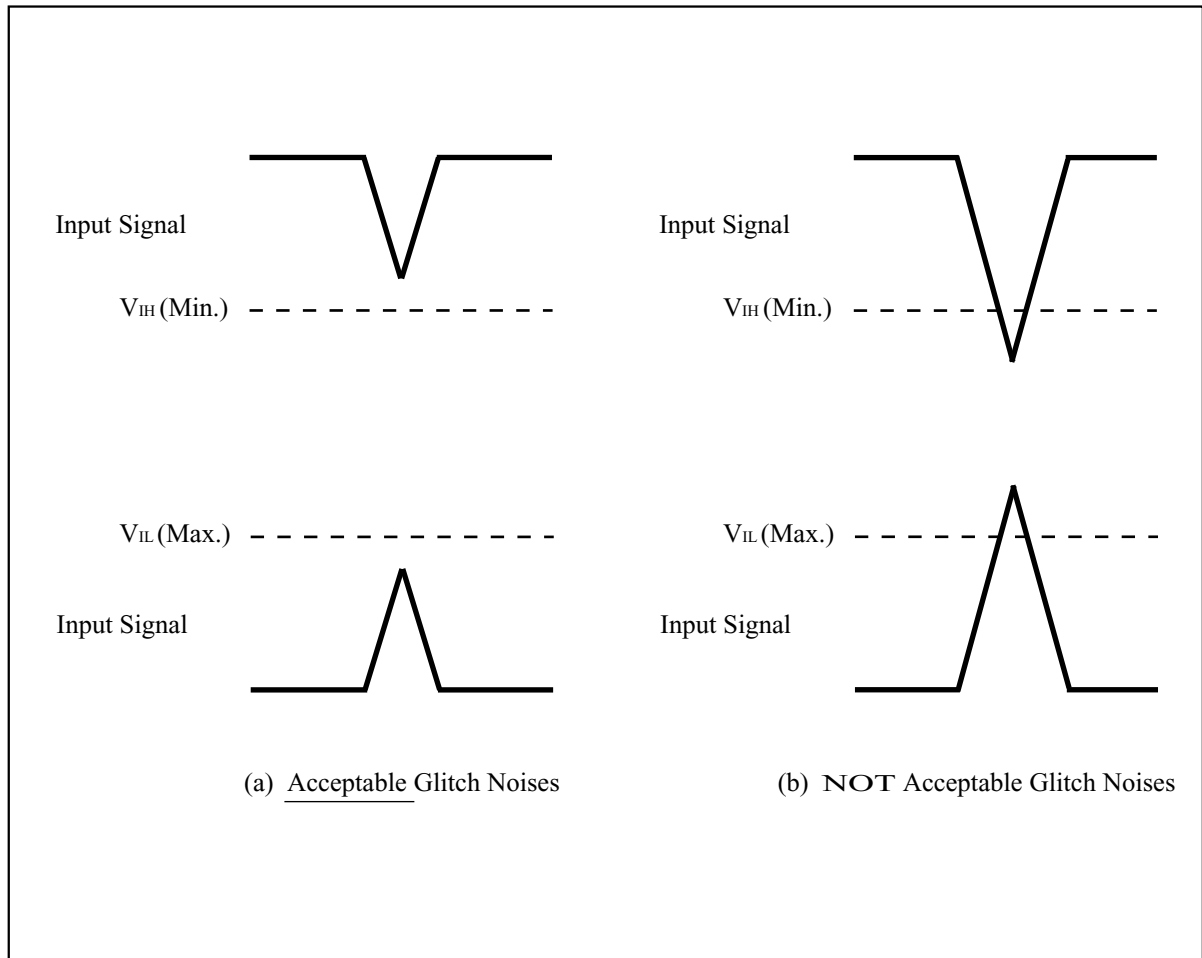 Input Signal
VIH (Min.)
VIL (Max.)
Input Signal
(a) Acceptable Glitch Noises
Input Signal
VIH (Min.)
VIL (Max.)
Input Signal
(b) NOT Acceptable Glitch Noises